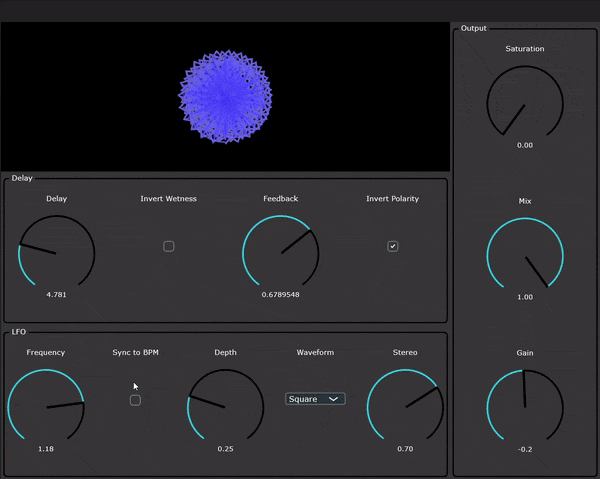 Output
Saturation
0.00
Delay
Delay
Invert Wetness
Feedback
Invert Polarity
4.781
0.6789548
Mix
1.00
LFO
Frequency
Sync to BPM
Depth
Waveform
Stereo
Square
1.18
0.25
0.70
Gain
-0.2